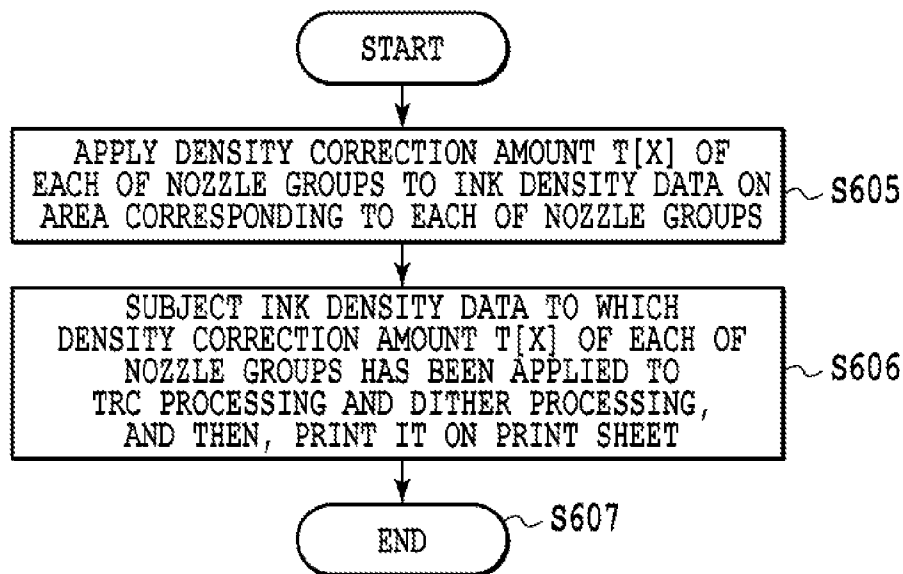 START
APPLY DENSITY CORRECTION AMOUNT T[X] OF
EACH OF NOZZLE GROUPS TO INK DENSITY DATA ON
AREA CORRESPONDING TO EACH OF NOZZLE GROUPS
S605
SUBJECT INK DENSITY DATA TO WHICH
DENSITY CORRECTION AMOUNT T[X] OF EACH OF
NOZZLE GROUPS HAS BEEN APPLIED TO
TRC PROCESSING AND DITHER PROCESSING,
AND THEN, PRINT IT ON PRINT SHEET
S606
END
S607